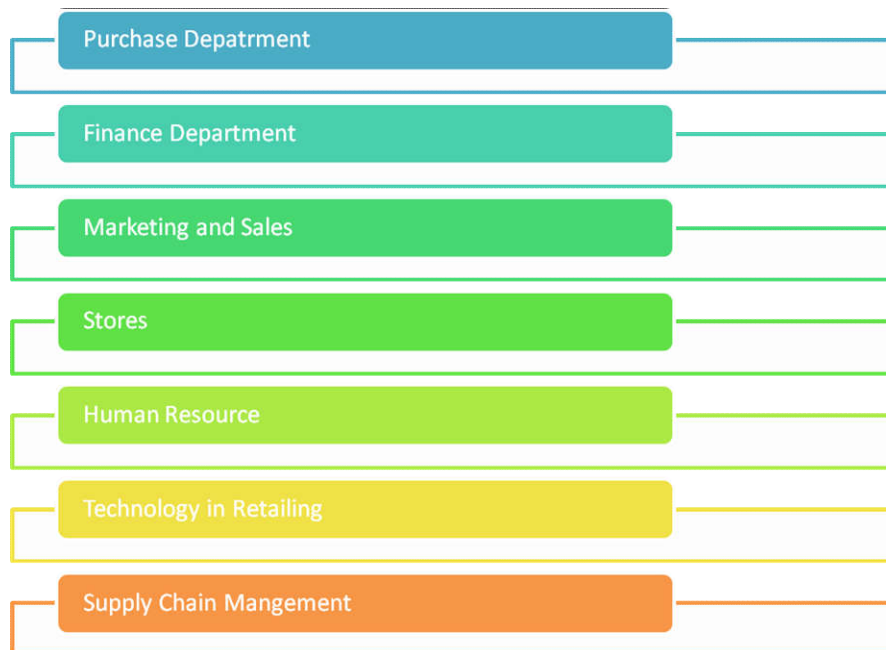 Purchase Depatrment
Finance Department
Marketing and Sales
Stores
Human Resource
Technology in Retailing
Supply Chain Mangement